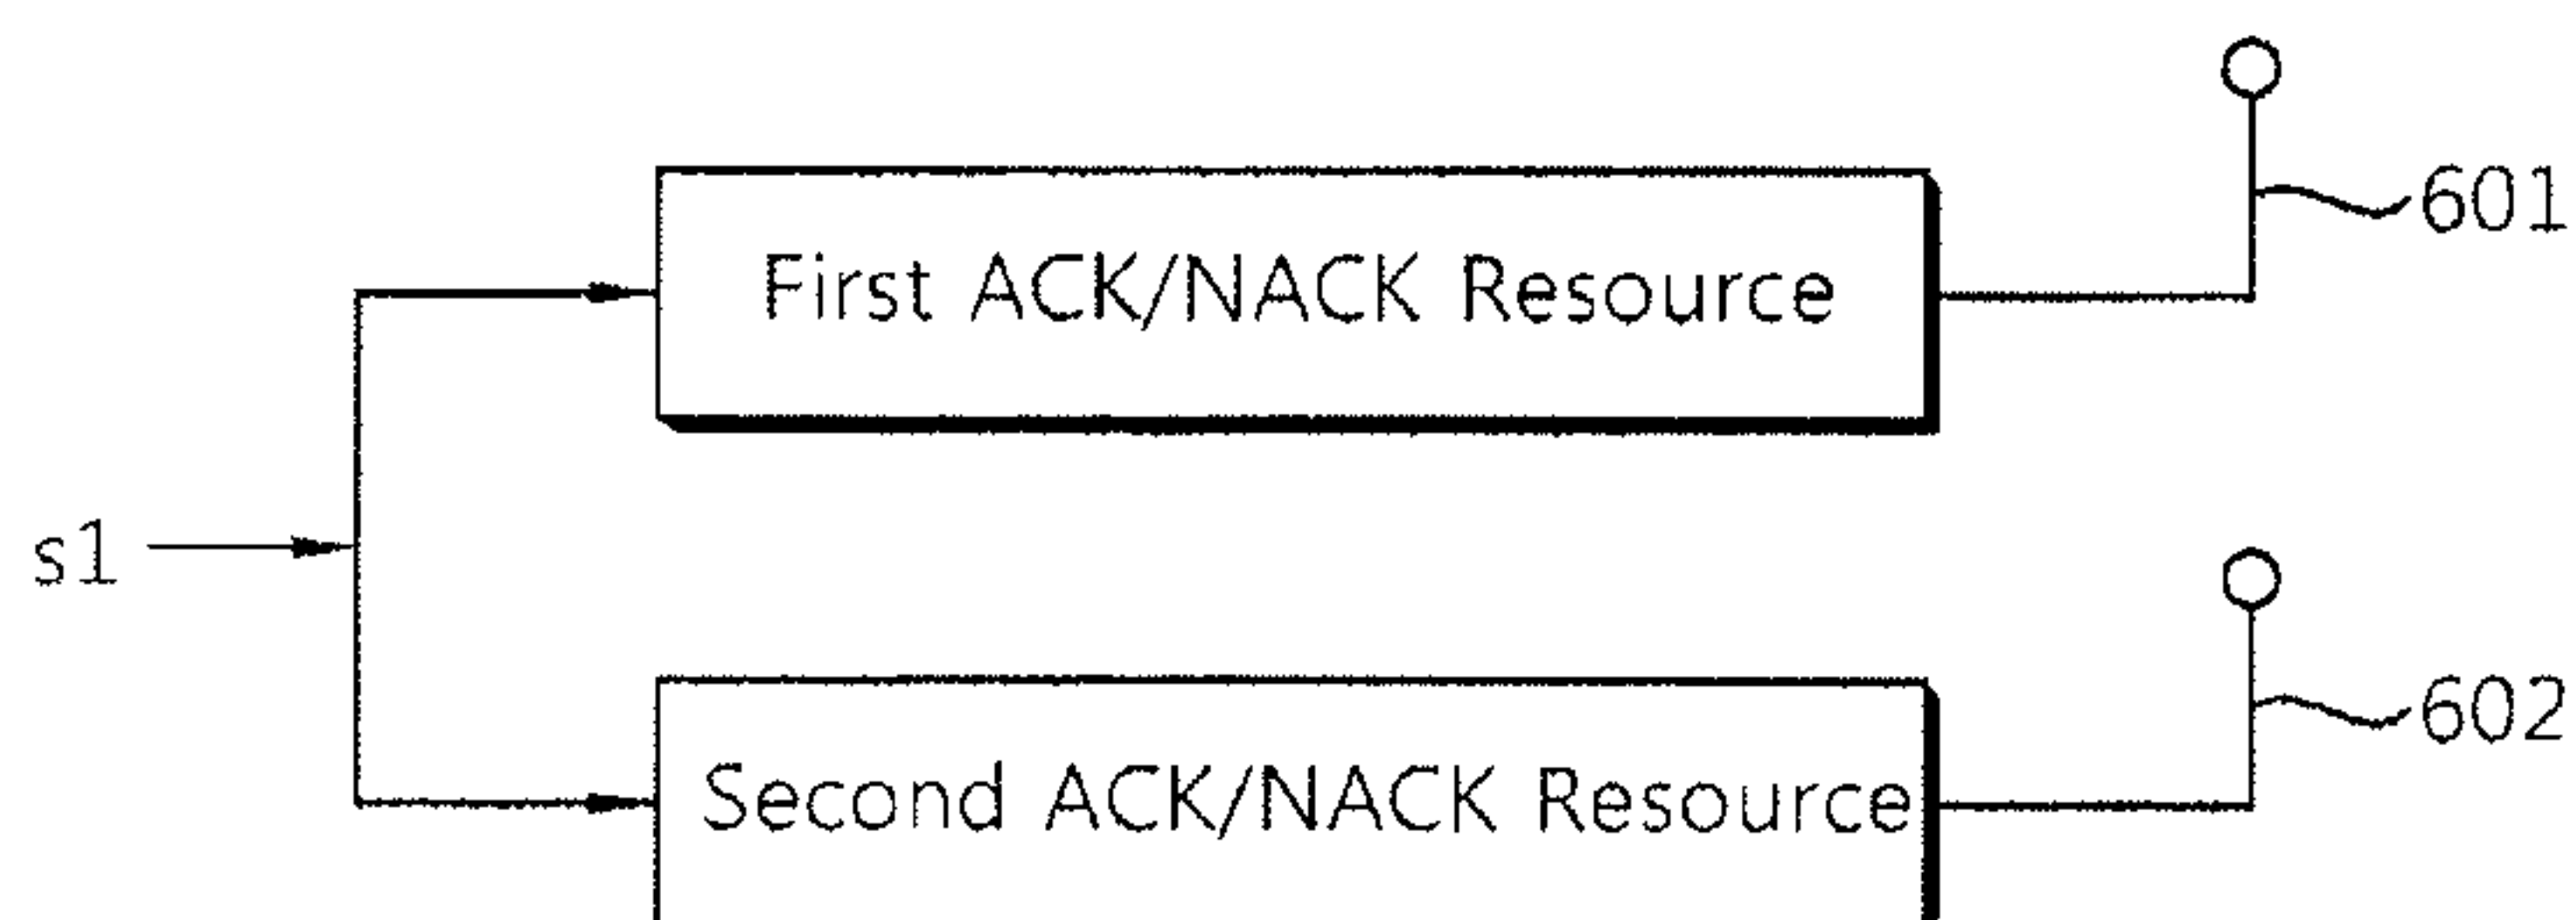 601
First ACK/NACK Resource
s1
602
Second ACK/NACK Resource